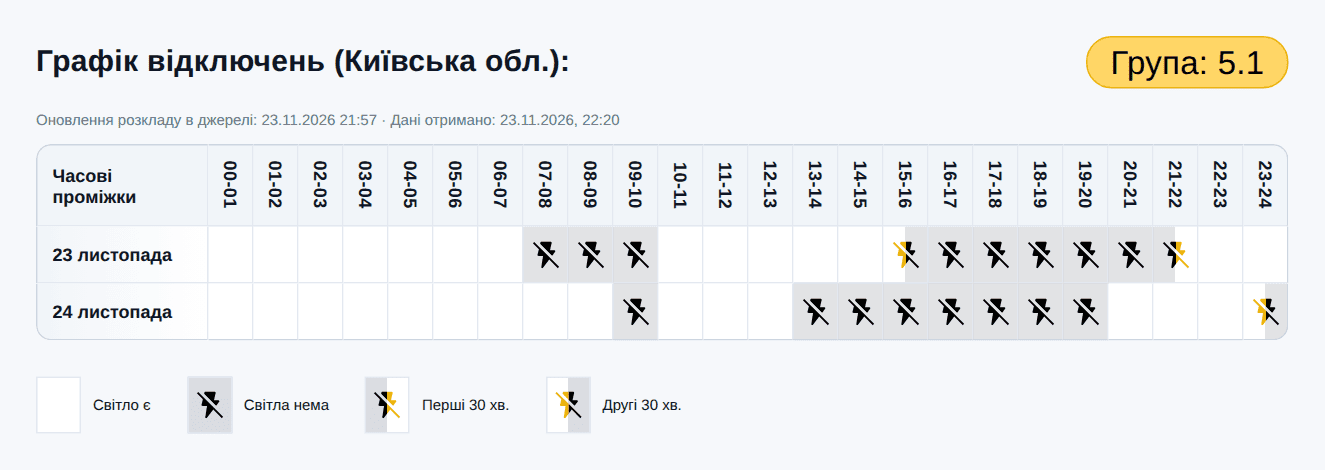 Графік відключень (Київська обл.):
Група: 5.1
Оновлення розкладу в джерелі: 23.11.2026 21:57 · Дані отримано: 23.11.2026, 22:20
Часові
проміжки
00-01
01-02
02-03
03-04
04-05
05-06
06-07
07-08
08-09
09-10
10-11
11-12
12-13
13-14
14-15
15-16
16-17
17-18
18-19
19-20
20-21
21-22
22-23
23-24
23 листопада
24 листопада
Світло є
Світла нема
Перші 30 хв.
Другі 30 хв.